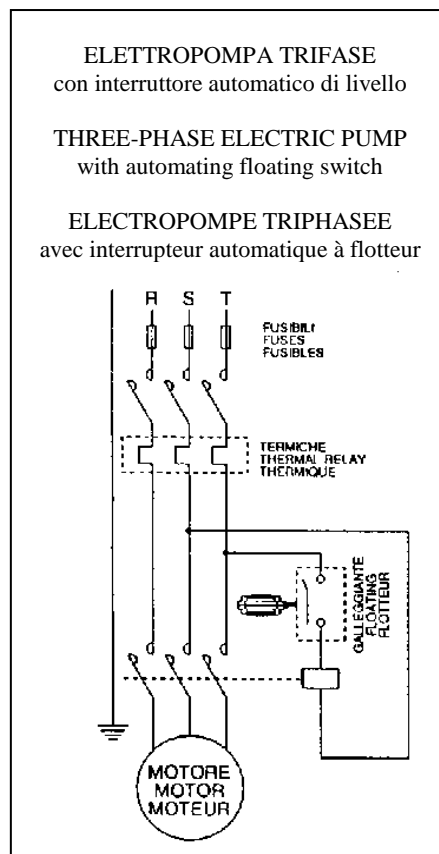 ELETTROPOMPA TRIFASE
con interruttore automatico di livello
THREE-PHASE ELECTRIC PUMP
with automating floating switch
ELECTROPOMPE TRIPHASEE
avec interrupteur automatique à flotteur
R S T
FUSIBILI
FUSES
FUSIBLES
TERMICHE
THERMAL RELAY
THERMIQUE
GALLEGGIANTE
FLOATING
FLOTTEUR
MOTORE
MOTOR
MOTEUR